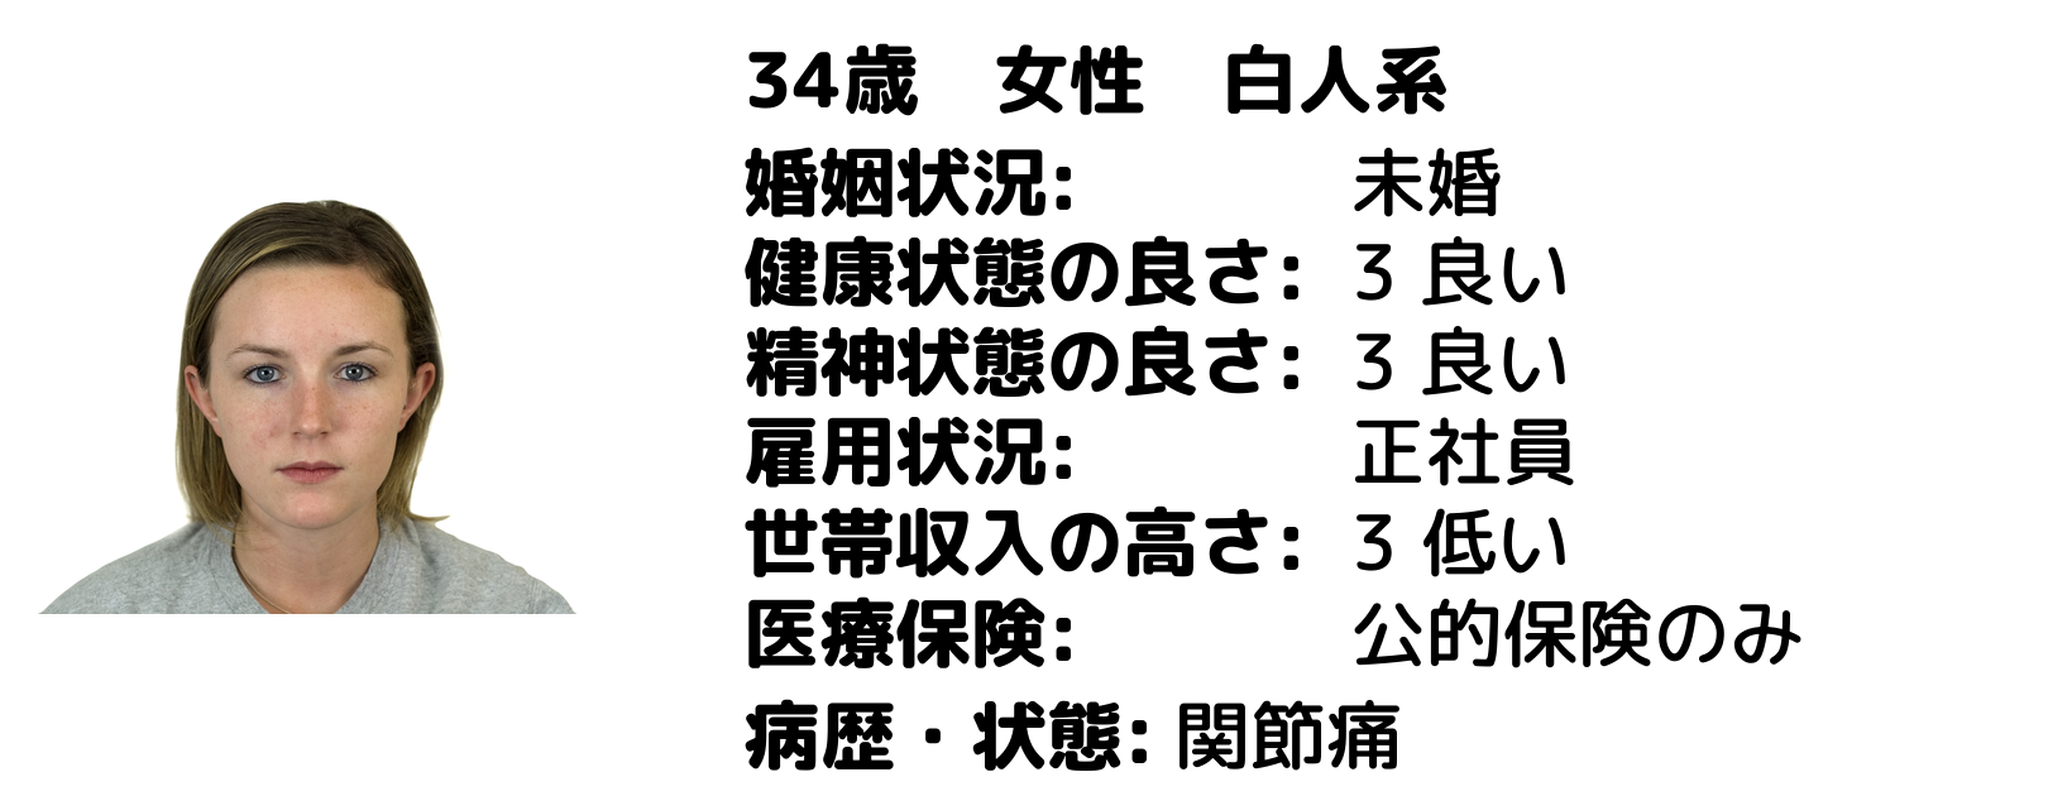 34歳　女性　白人系
婚姻状況: 未婚
健康状態の良さ: 3 良い
精神状態の良さ: 3 良い
雇用状況: 正社員
世帯収入の高さ: 3 低い
医療保険: 公的保険のみ
病歴・状態: 関節痛